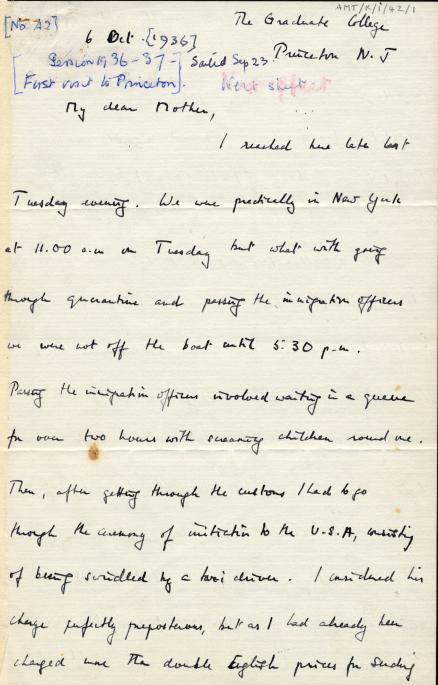 AMT/K/1/42/1
[No. A2]
The Graduate College
6 Oct. [1936]
Princeton N.J
[Session 1936-37-
Sailed Sep 23.
First visit to Princeton].
My dear Mother,
I reached here late last
Tuesday evening. We were practically in New York
at 11.00 a.m on Tuesday but what with going
through quarantine and passing the immigration officers
we were not off the boat until 5.30 p.m.
Passing the immigration officers involved waiting in a queue
for over two hours with screaming children round me.
Then, after getting through the customs I had to go
through the ceremony of initiation to the U.S.A, consisting
of being swindled by a taxi driver. I considered his
charge perfectly preposterous, but as I had already been
charged more than double English prices for sending